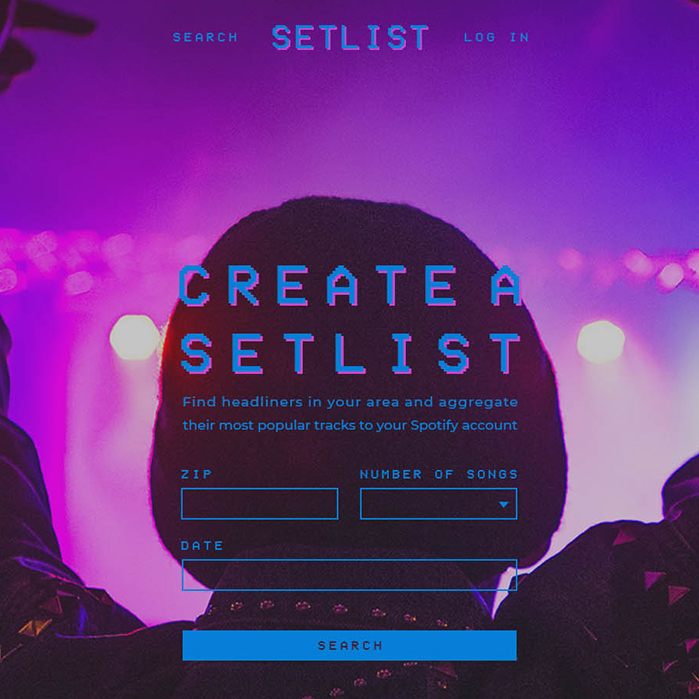 SEARCH SETLIST LOG IN
CREATE A
SETLIST
Find headliners in your area and aggregate
their most popular tracks to your Spotify account
ZIP NUMBER OF SONGS
DATE
SEARCH